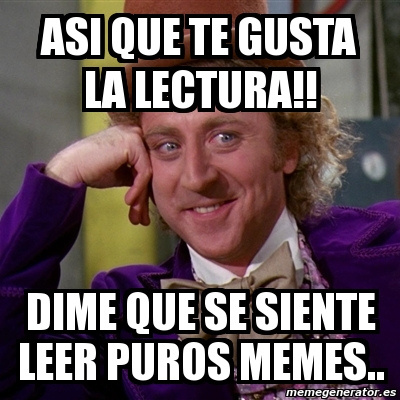 ASI QUE TE GUSTA
LA LECTURA!!
DIME QUE SE SIENTE
LEER PUROS MEMES..
memegenerator.es